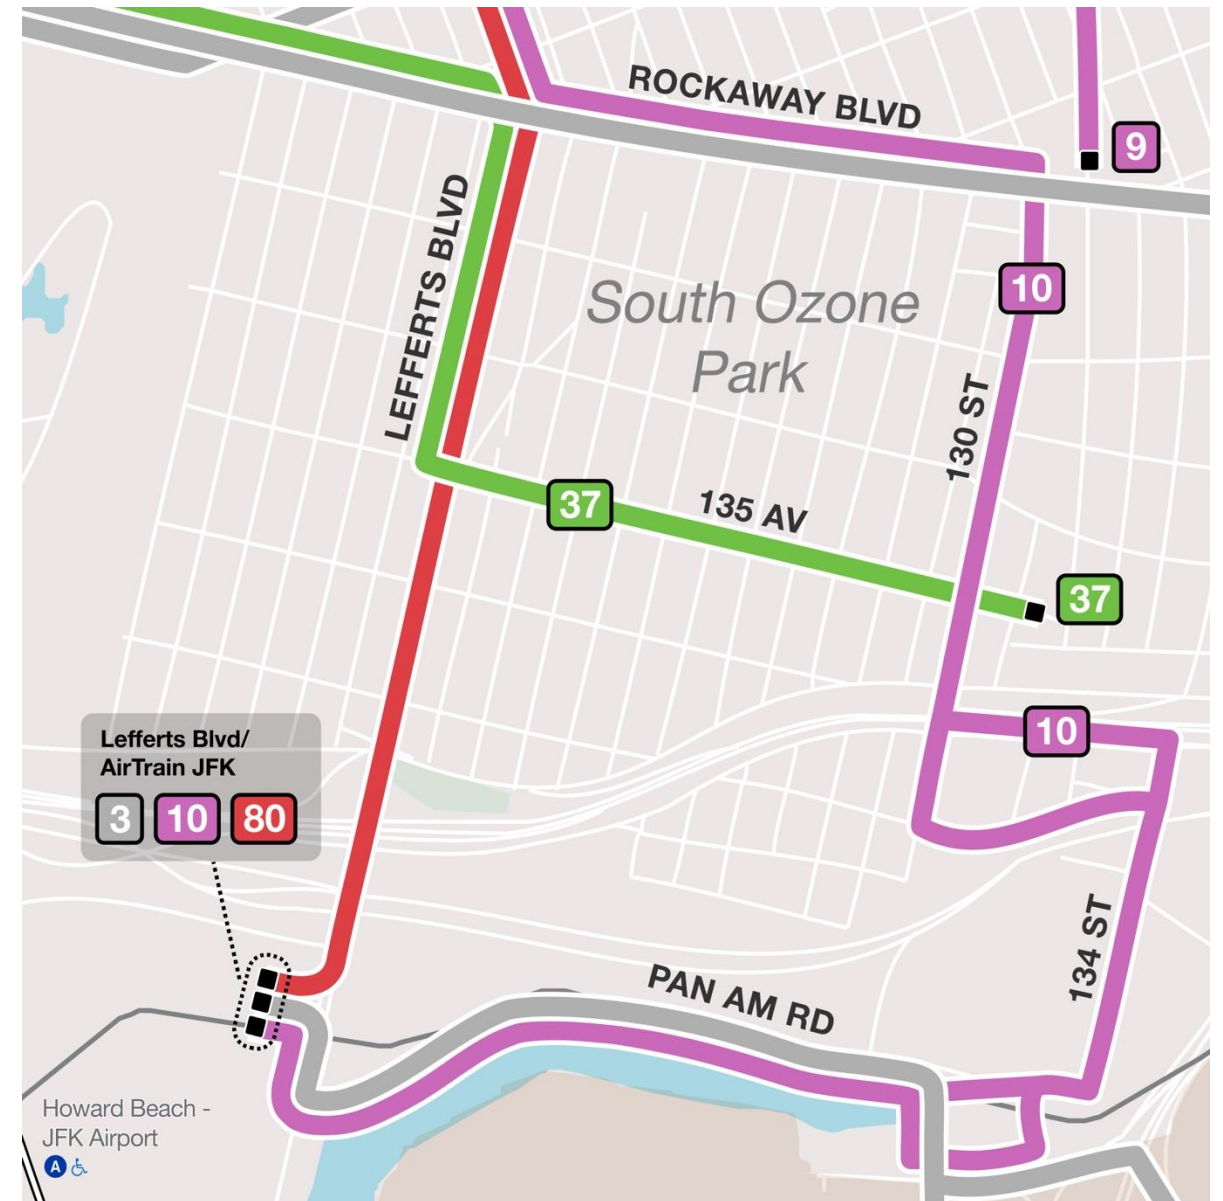 ROCKAWAY BLVD
9
LEFFERTS BLVD
10
South Ozone
Park
130 ST
37
135 AV
37
10
Lefferts Blvd/
AirTrain JFK
3 10 80
134 ST
PAN AM RD
Howard Beach -
JFK Airport
A